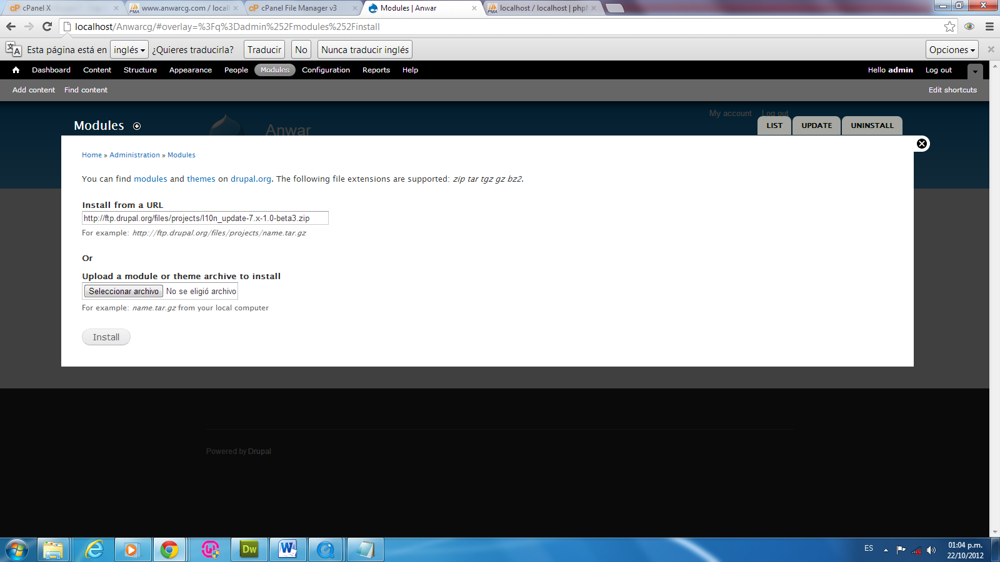 cPanel X
www.anwarcg.com / locall
cPanel File Manager v3
Modules | Anwar
localhost / localhost | phpl
localhost/Anwarcg/#overlay=%3Fq%3Dadmin%252Fmodules%252Finstall
Esta página está en inglés ¿Quieres traducirla? Traducir No Nunca traducir inglés Opciones
Dashboard Content Structure Appearance People Modules Configuration Reports Help Hello admin Log out
Add content Find content Edit shortcuts
My account Log out
Modules Anwar LIST UPDATE UNINSTALL
Home » Administration » Modules
You can find modules and themes on drupal.org. The following file extensions are supported: zip tar tgz gz bz2.
Install from a URL
http://ftp.drupal.org/files/projects/l10n_update-7.x-1.0-beta3.zip
For example: http://ftp.drupal.org/files/projects/name.tar.gz
Or
Upload a module or theme archive to install
Seleccionar archivo No se eligió archivo
For example: name.tar.gz from your local computer
Install
Powered by Drupal
Dw W
ES 01:04 p.m.
22/10/2012